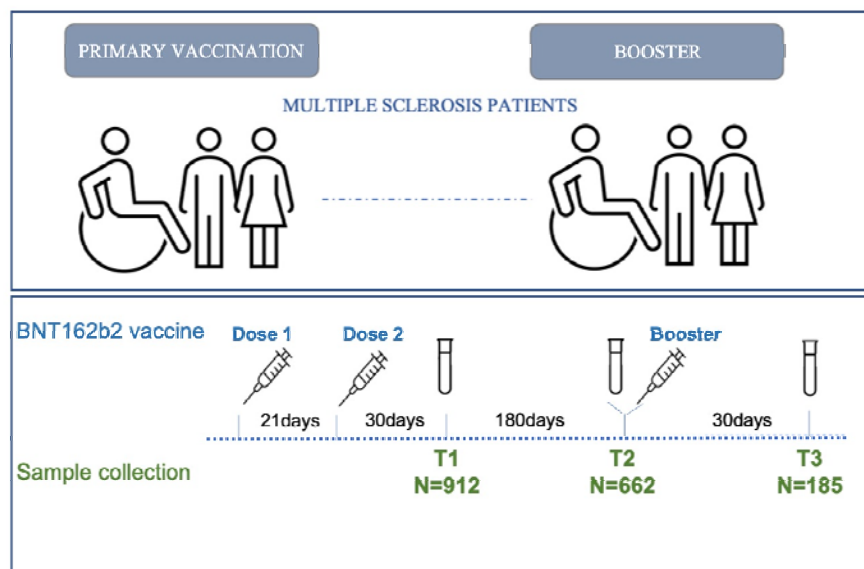 PRIMARY VACCINATION
BOOSTER
MULTIPLE SCLEROSIS PATIENTS
BNT162b2 vaccine
Dose 1
Dose 2
Booster
21days
30days
180days
30days
Sample collection
T1
T2
T3
N=912
N=662
N=185